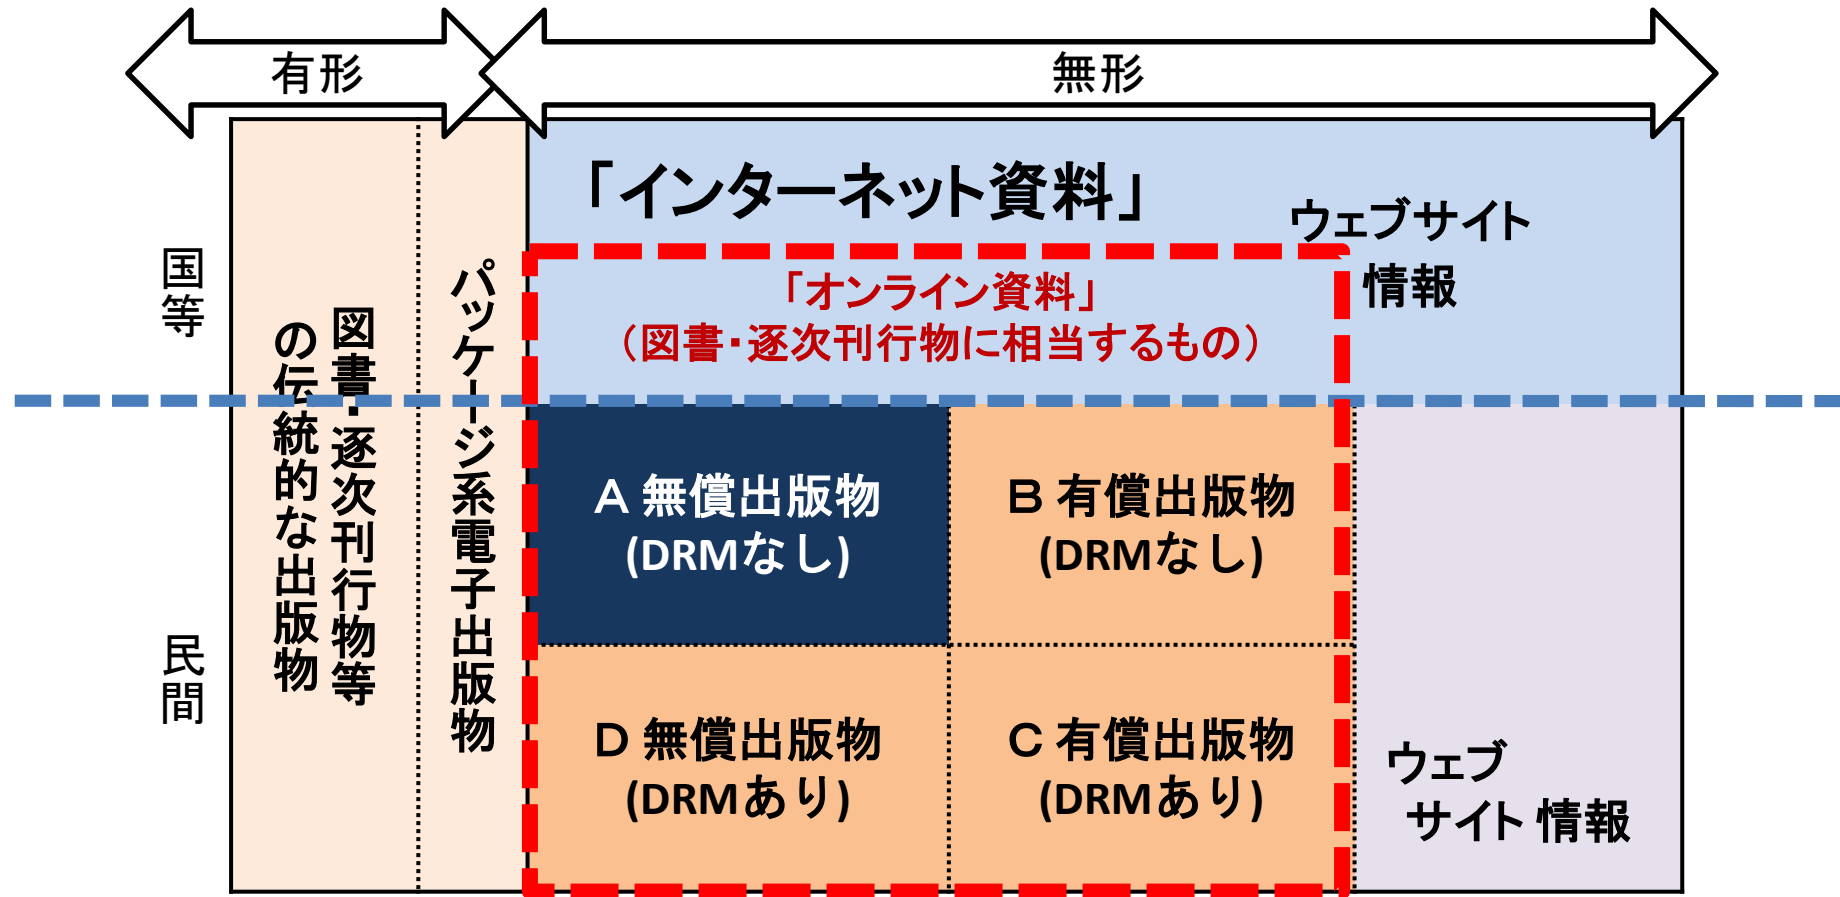 有形
無形
「インターネット資料」
ウェブサイト
情報
「オンライン資料」
（図書・逐次刊行物に相当するもの）
国等
民間
図書・逐次刊行物等
の伝統的な出版物
パッケージ系電子出版物
A 無償出版物
(DRMなし)
B 有償出版物
(DRMなし)
D 無償出版物
(DRMあり)
C 有償出版物
(DRMあり)
ウェブ
サイト 情報